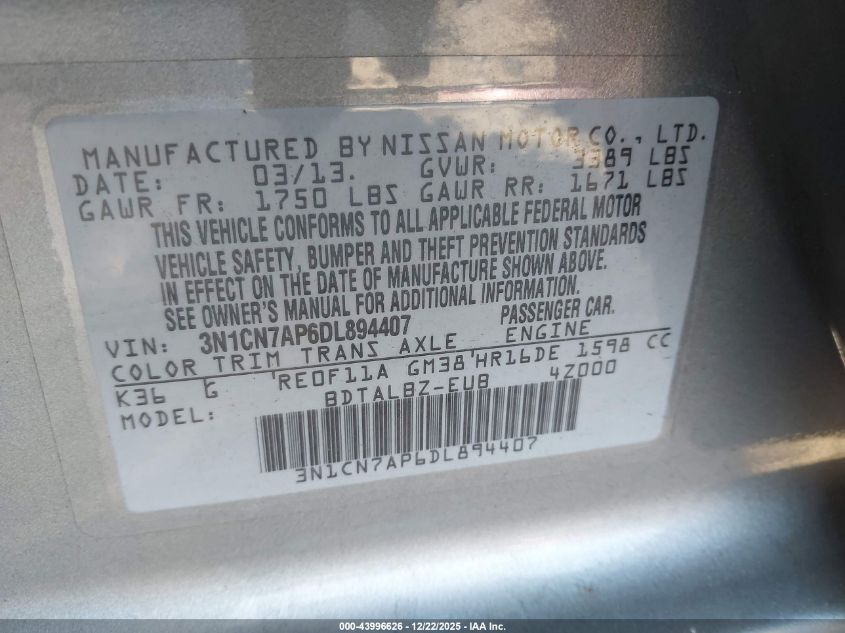 MANUFACTURED BY NISSAN MOTOR CO., LTD.
DATE: 03/13. GVWR: 3389 LBS
GAWR FR: 1750 LBS GAWR RR: 1671 LBS
THIS VEHICLE CONFORMS TO ALL APPLICABLE FEDERAL MOTOR
VEHICLE SAFETY, BUMPER AND THEFT PREVENTION STANDARDS
IN EFFECT ON THE DATE OF MANUFACTURE SHOWN ABOVE.
SEE OWNER'S MANUAL FOR ADDITIONAL INFORMATION.
VIN: 3N1CN7AP6DL894407 PASSENGER CAR.
COLOR TRIM TRANS AXLE ENGINE
K36 G RE0F11A GM38 HR16DE 1598 CC
MODEL: BDTALBZ-EUB 4Z000
3N1CN7AP6DL894407
000-43996626 • 12/22/2025 • IAA Inc.